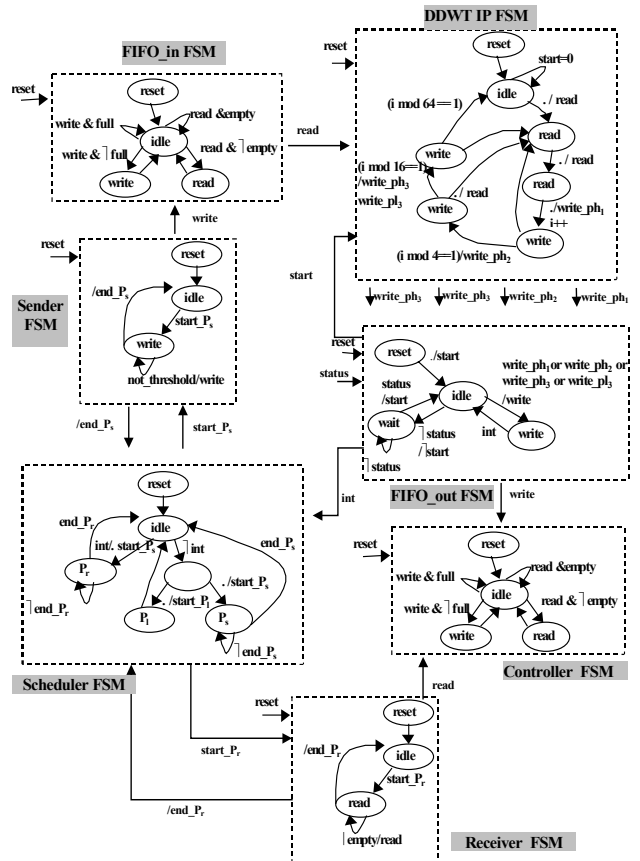 DDWT IP FSM
FIFO_in FSM
reset
reset
start=0
idle
(i mod 64==1)
./ read
read
write
./ read
(i mod 16==1)
/write_ph3
write_pl3
./ read
read
./write_ph1
i++
write
write
(i mod 4==1)/write_ph2
reset
reset
read &empty
write & full
idle
write & ⌉ full
read & ⌉ empty
write
read
read
write
reset
Sender
FSM
reset
/end_Ps
idle
start_Ps
write
not_threshold/write
start
write_ph3
write_ph3
write_ph2
write_ph1
reset
status
reset
./start
status
/start
idle
write_ph1or write_ph2 or
write_ph3 or write_pl3
/write
wait
⌉ status
/⌉ start
int
write
⌉ status
FIFO_out FSM
/end_Ps
start_Ps
int
write
reset
idle
end_Pr
int/. start_Ps
⌉ int
end_Ps
Pr
./start_Ps
. /start_Pl
⌉ end_Pr
Pl
Ps
⌉ end_Ps
Scheduler FSM
reset
reset
read &empty
write & full
idle
write & ⌉ full
read & ⌉ empty
write
read
Controller FSM
read
start_Pr
/end_Pr
reset
reset
/end_Pr
idle
start_Pr
read
⌉ empty/read
Receiver FSM